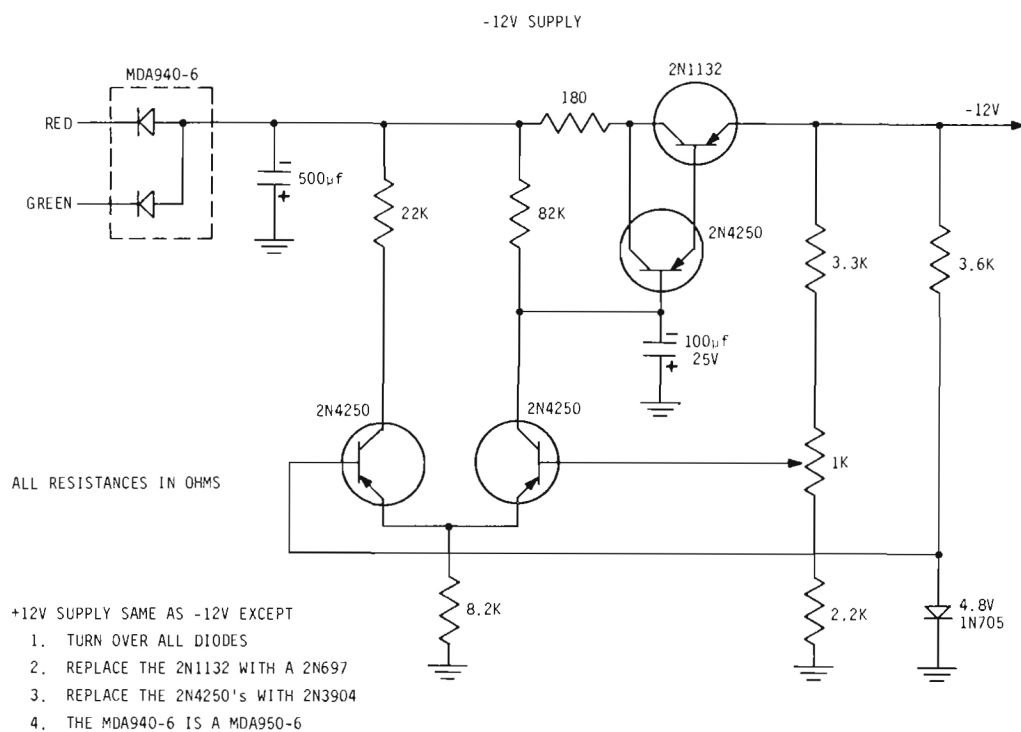 -12V SUPPLY
MDA940-6
2N1132
180
RED
-12V
-
500μf
+
22K
82K
2N4250
3.3K
3.6K
GREEN
-
100μf
25V
+
2N4250
2N4250
1K
ALL RESISTANCES IN OHMS
8.2K
2.2K
4.8V
1N705
+12V SUPPLY SAME AS -12V EXCEPT
1. TURN OVER ALL DIODES
2. REPLACE THE 2N1132 WITH A 2N697
3. REPLACE THE 2N4250's WITH 2N3904
4. THE MDA940-6 IS A MDA950-6